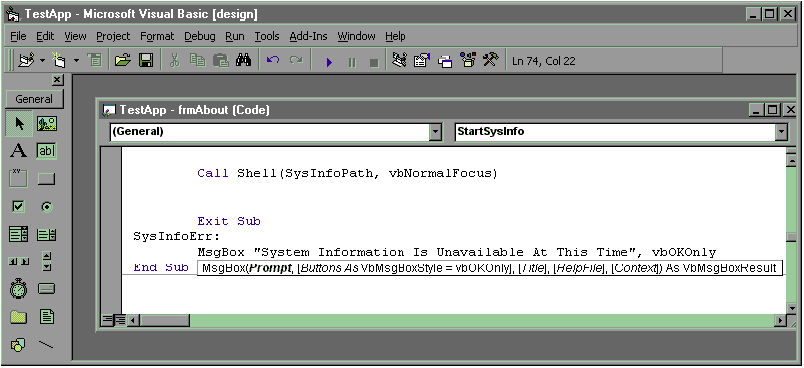 TestApp - Microsoft Visual Basic [design]
File Edit View Project Format Debug Run Tools Add-Ins Window Help
Ln 74, Col 22
General
TestApp - frmAbout (Code)
(General) StartSysInfo
A ab|
xv
Call Shell(SysInfoPath, vbNormalFocus)
Exit Sub
SysInfoErr:
MsgBox "System Information Is Unavailable At This Time", vbOKOnly
End Sub MsgBox(Prompt, [Buttons As VbMsgBoxStyle = vbOKOnly], [Title], [HelpFile], [Context]) As VbMsgBoxResult